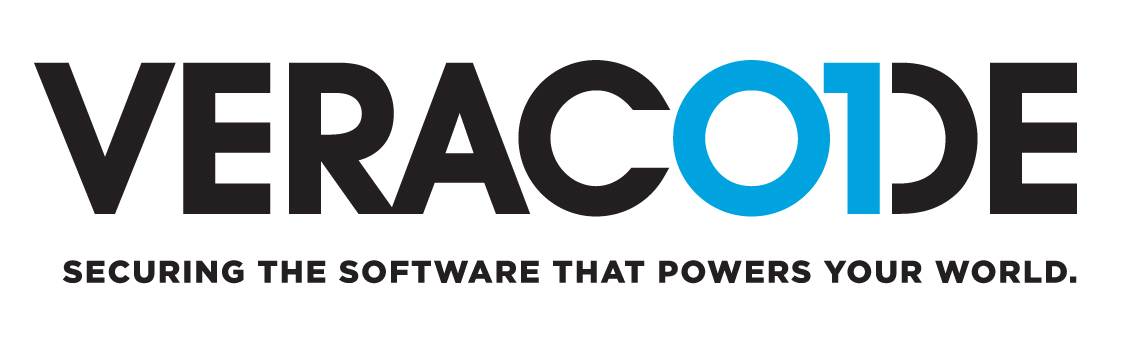 VERACODE
SECURING THE SOFTWARE THAT POWERS YOUR WORLD.